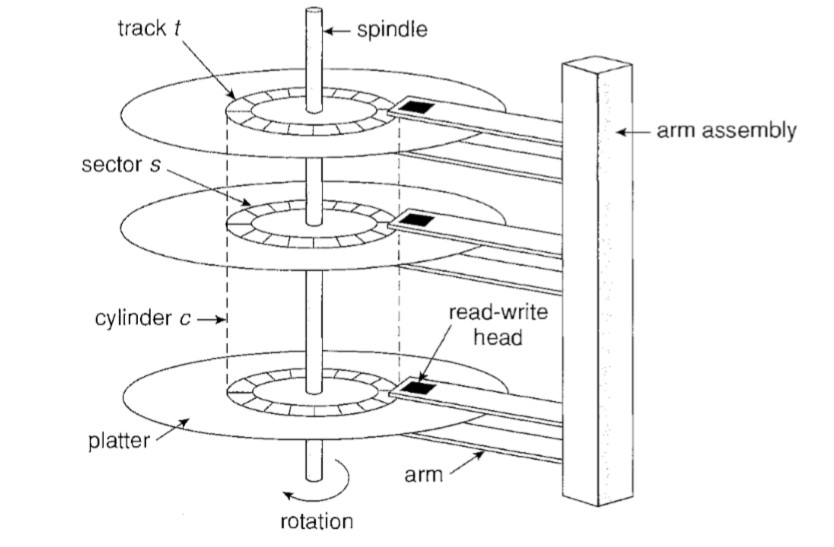 track t
spindle
arm assembly
sector s
cylinder c
read-write
head
platter
arm
rotation